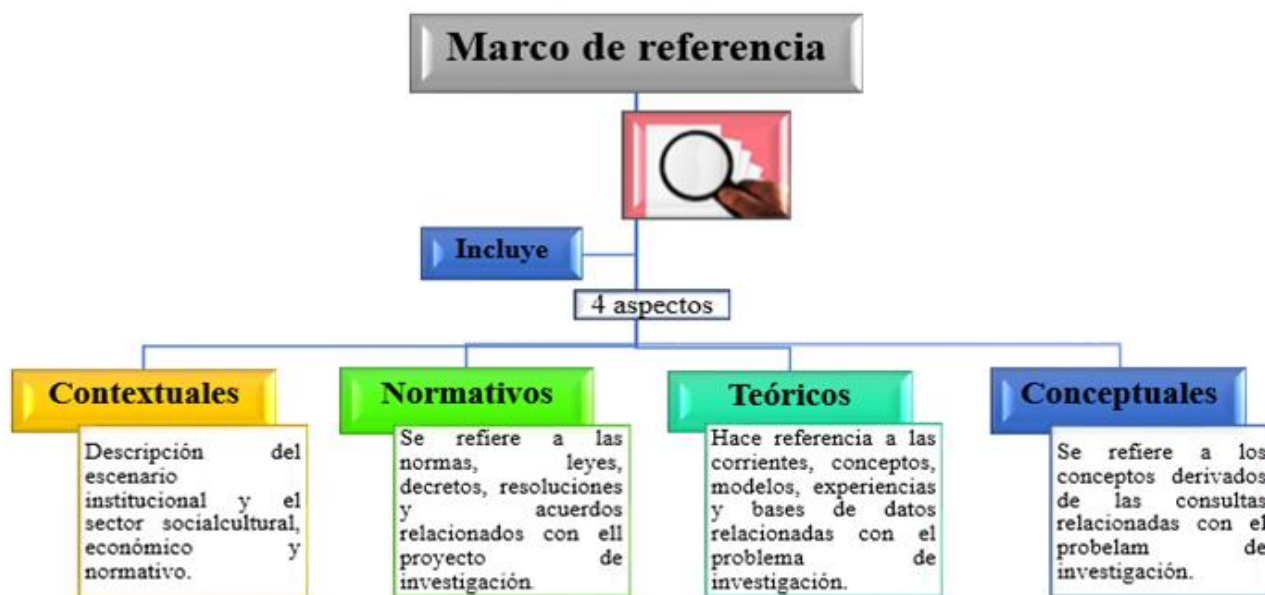 Marco de referencia
Incluye
4 aspectos
Contextuales
Descripción del
escenario
institucional y el
sector socialcultural,
económico y
normativo.
Normativos
Se refiere a las
normas, leyes,
decretos, resoluciones
y acuerdos
relacionados con ell
proyecto de
investigación.
Teóricos
Hace referencia a las
corrientes, conceptos,
modelos, experiencias
y bases de datos
relacionadas con el
problema de
investigación.
Conceptuales
Se refiere a los
conceptos derivados
de las consultas
relacionadas con el
probelam de
investigación.